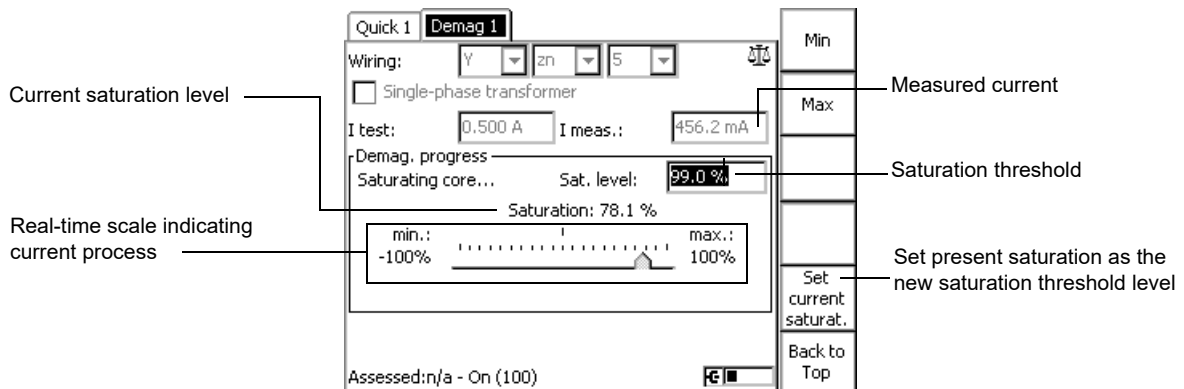 Quick 1 Demag 1
Min
Wiring: Y zn 5
Single-phase transformer
Current saturation level
Measured current
Max
I test: 0.500 A I meas.: 456.2 mA
Demag. progress
Saturating core... Sat. level: 99.0 %
Saturation threshold
Saturation: 78.1 %
Real-time scale indicating
current process
min.: max.:
-100% 100%
Set present saturation as the
new saturation threshold level
Set
current
saturat.
Back to
Top
Assessed:n/a - On (100)